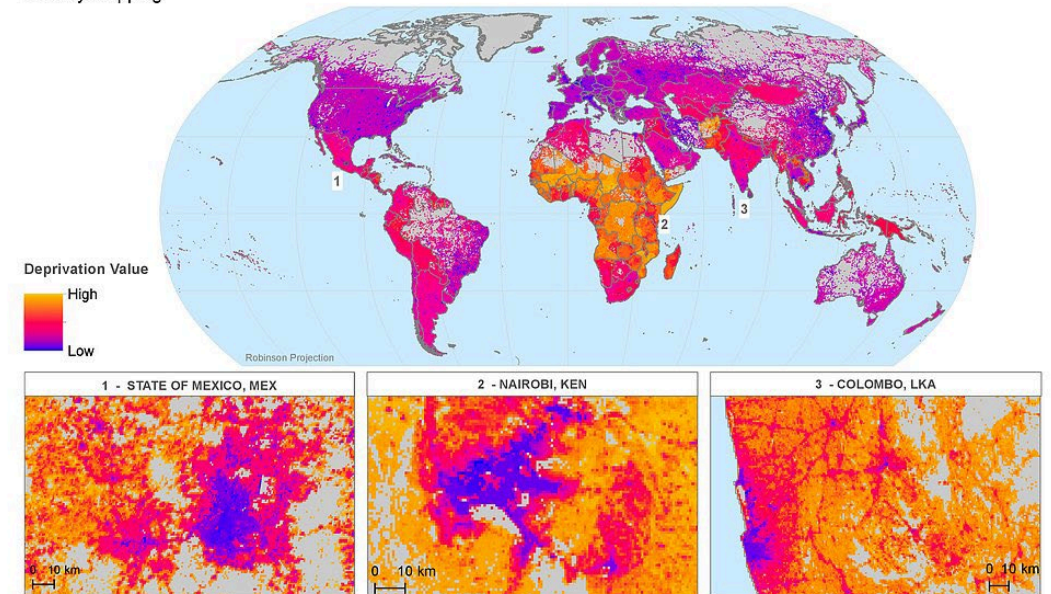 1
2
3
Deprivation Value
High
Low
Robinson Projection
1 - STATE OF MEXICO, MEX
2 - NAIROBI, KEN
3 - COLOMBO, LKA
0 10 km
0 10 km
0 10 km